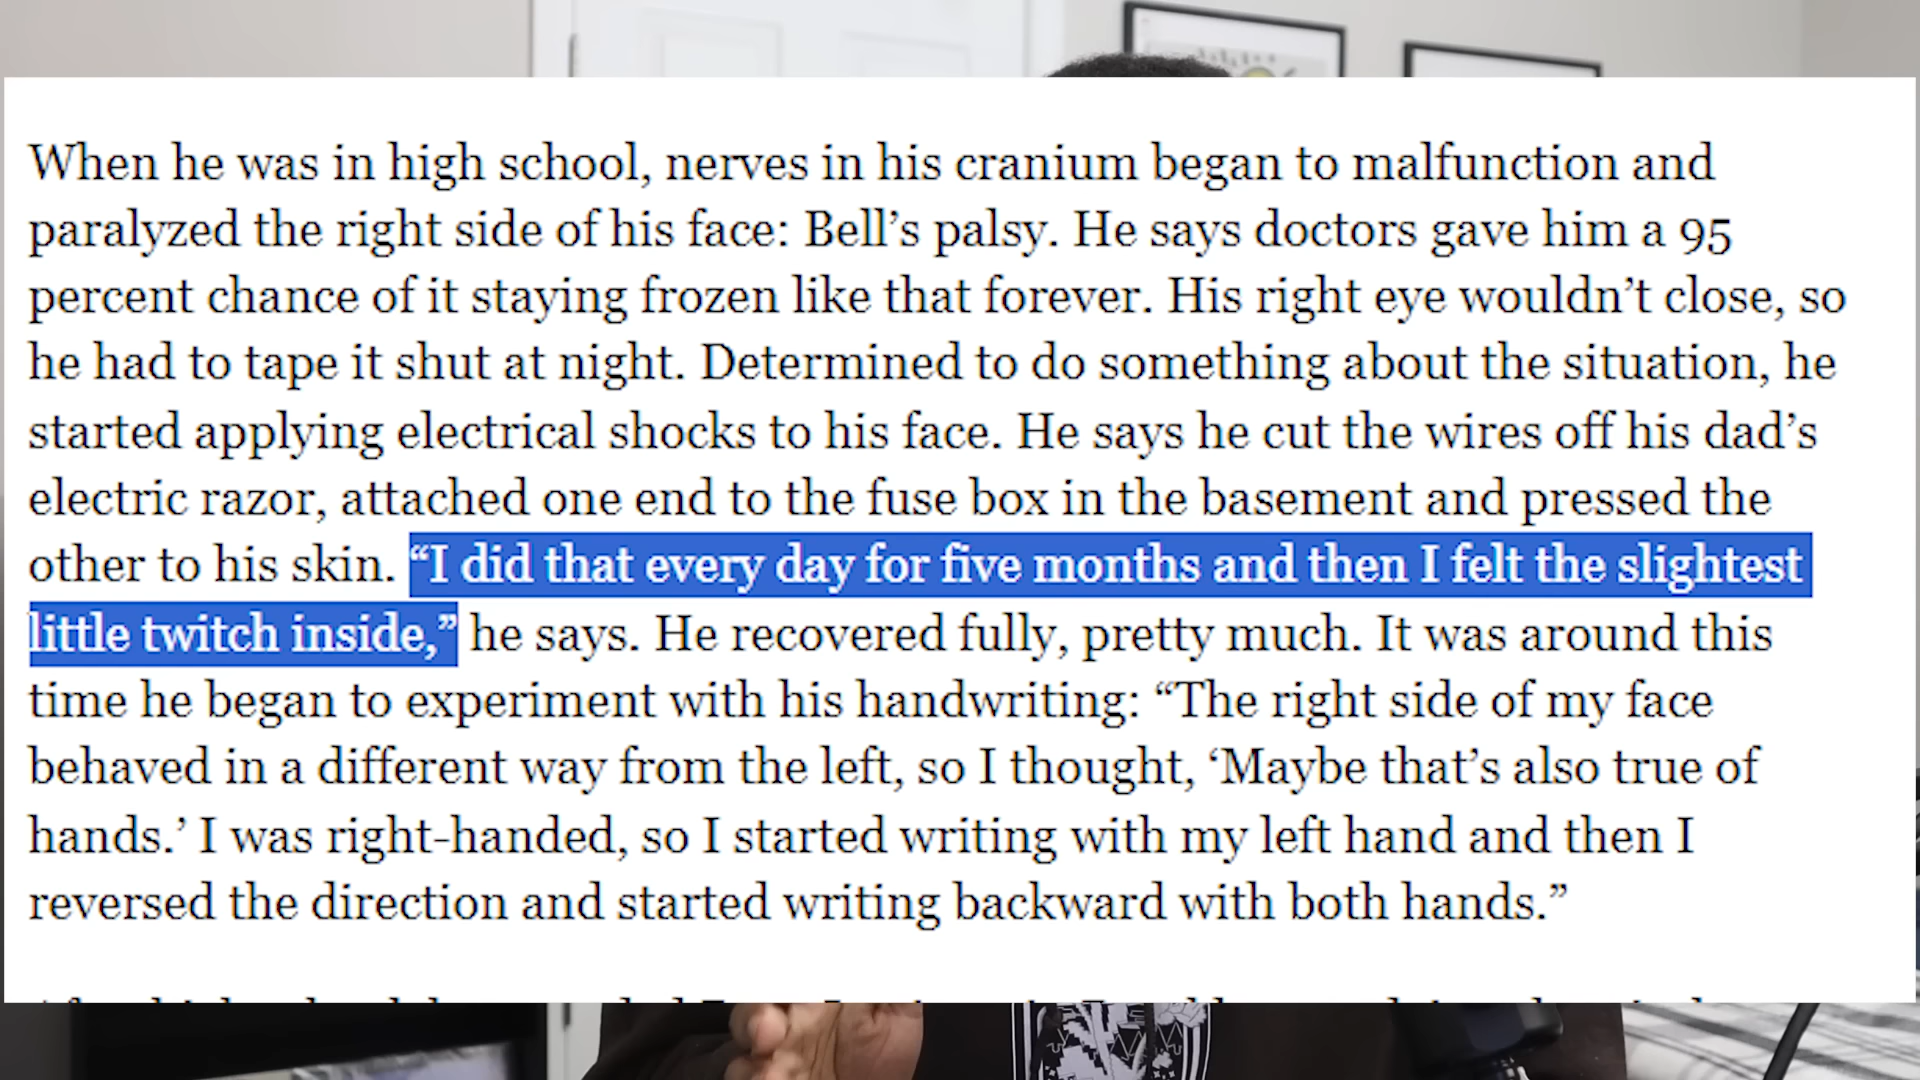 When he was in high school, nerves in his cranium began to malfunction and
paralyzed the right side of his face: Bell’s palsy. He says doctors gave him a 95
percent chance of it staying frozen like that forever. His right eye wouldn’t close, so
he had to tape it shut at night. Determined to do something about the situation, he
started applying electrical shocks to his face. He says he cut the wires off his dad’s
electric razor, attached one end to the fuse box in the basement and pressed the
other to his skin. “I did that every day for five months and then I felt the slightest
little twitch inside,” he says. He recovered fully, pretty much. It was around this
time he began to experiment with his handwriting: “The right side of my face
behaved in a different way from the left, so I thought, ‘Maybe that’s also true of
hands.’ I was right-handed, so I started writing with my left hand and then I
reversed the direction and started writing backward with both hands.”